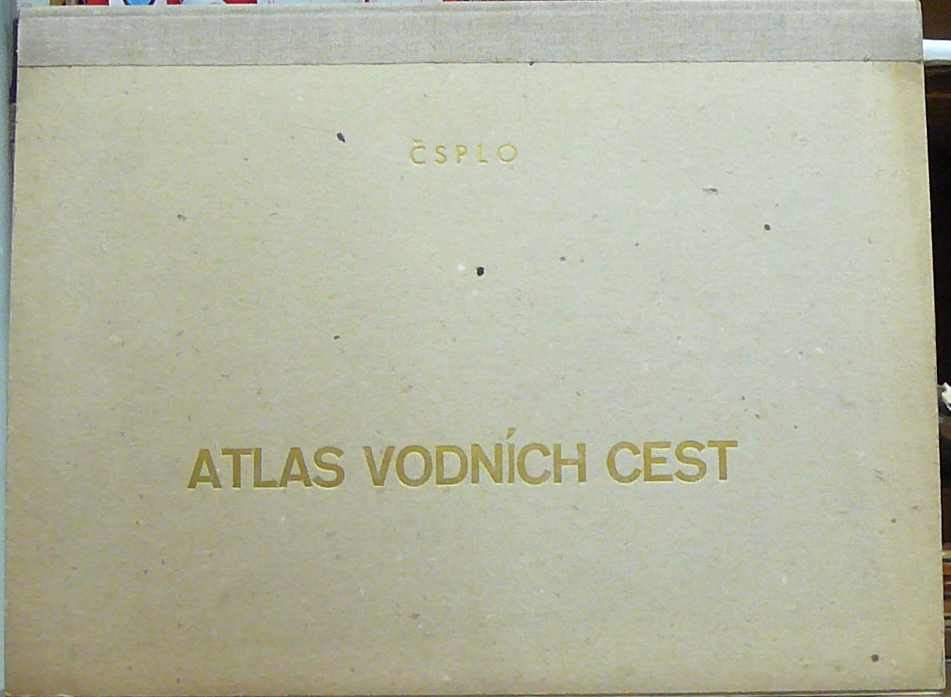 ČSPLO
ATLAS VODNÍCH CEST